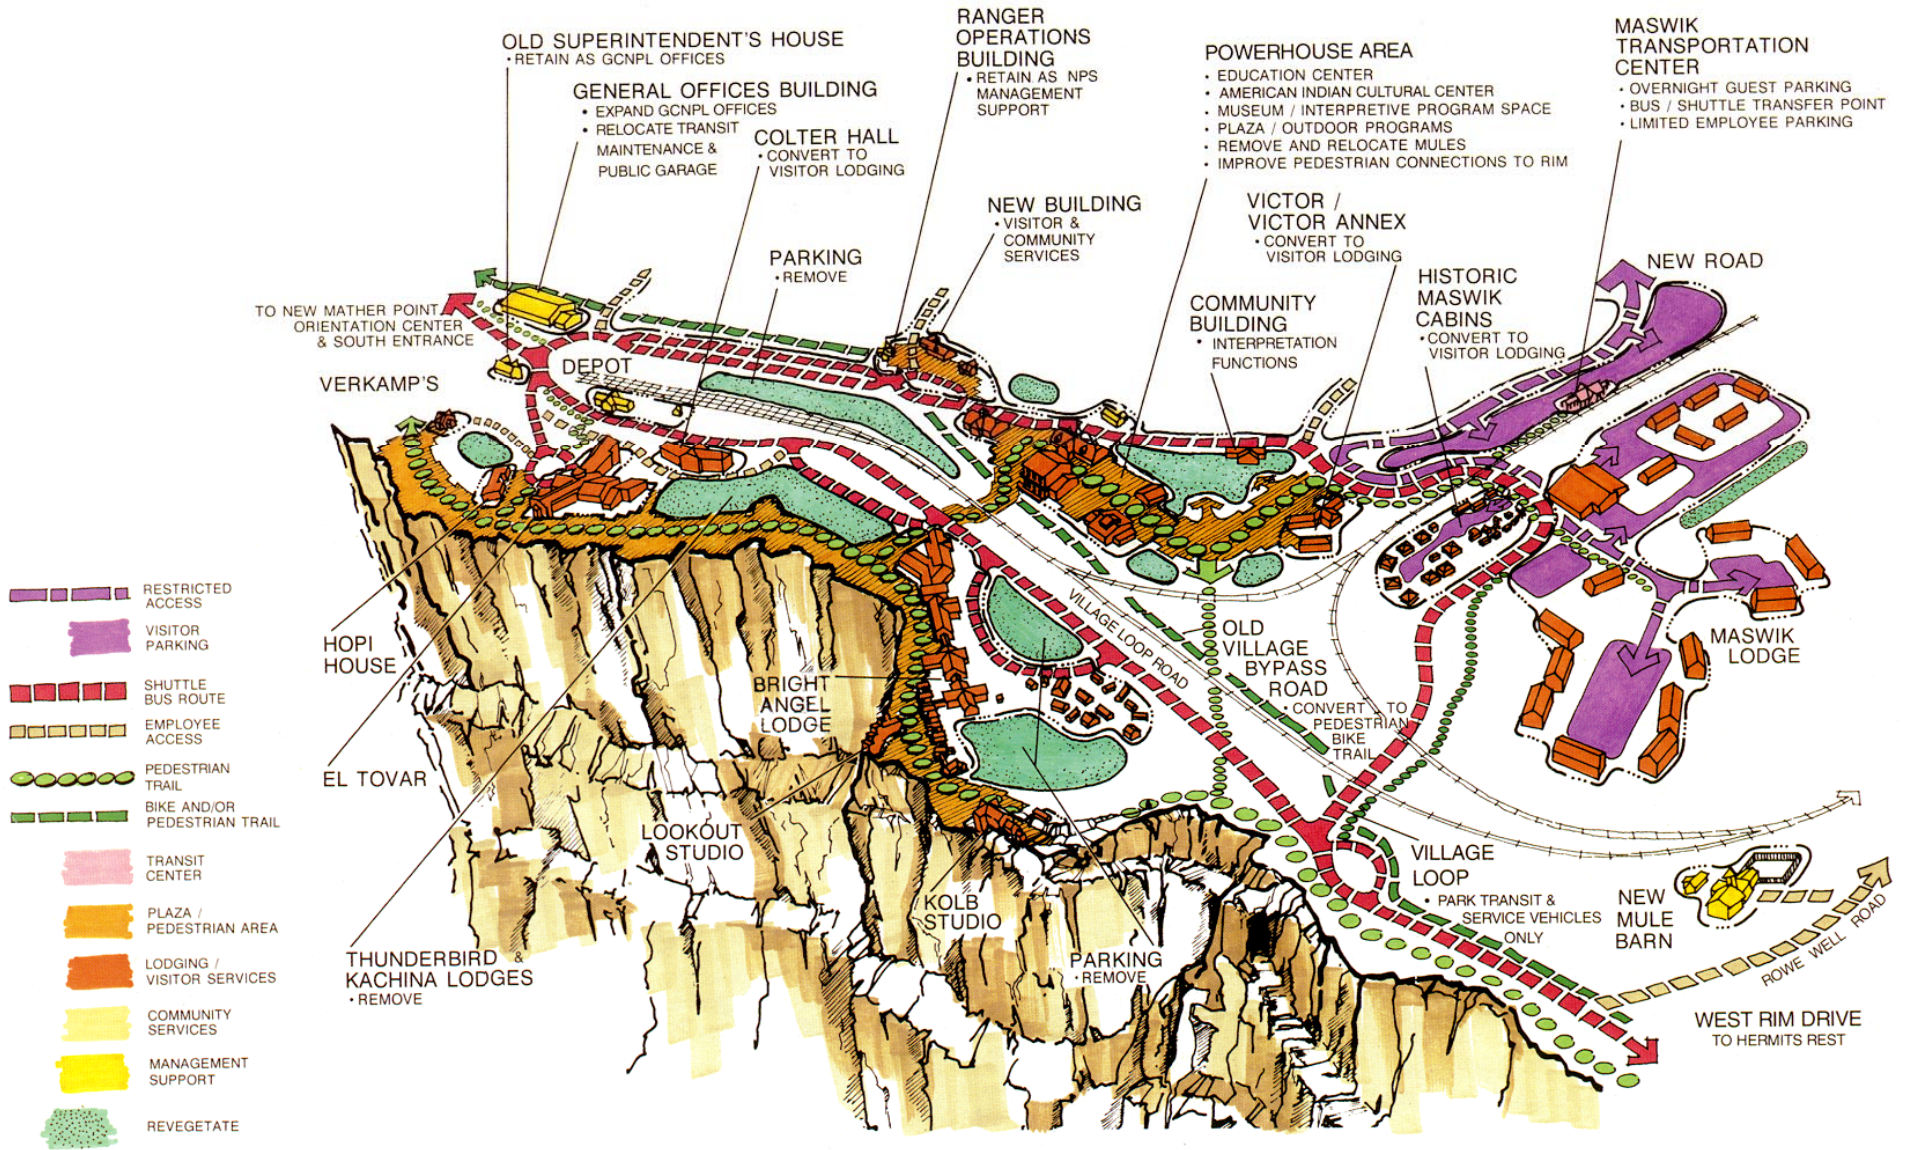 OLD SUPERINTENDENT'S HOUSE
• RETAIN AS GCNPL OFFICES
GENERAL OFFICES BUILDING
• EXPAND GCNPL OFFICES
• RELOCATE TRANSIT
MAINTENANCE &
PUBLIC GARAGE
COLTER HALL
• CONVERT TO
VISITOR LODGING
PARKING
• REMOVE
RANGER
OPERATIONS
BUILDING
• RETAIN AS NPS
MANAGEMENT
SUPPORT
NEW BUILDING
• VISITOR &
COMMUNITY
SERVICES
POWERHOUSE AREA
• EDUCATION CENTER
• AMERICAN INDIAN CULTURAL CENTER
• MUSEUM / INTERPRETIVE PROGRAM SPACE
• PLAZA / OUTDOOR PROGRAMS
• REMOVE AND RELOCATE MULES
• IMPROVE PEDESTRIAN CONNECTIONS TO RIM
VICTOR /
VICTOR ANNEX
• CONVERT TO
VISITOR LODGING
COMMUNITY
BUILDING
• INTERPRETATION
FUNCTIONS
HISTORIC
MASWIK
CABINS
• CONVERT TO
VISITOR LODGING
MASWIK
TRANSPORTATION
CENTER
• OVERNIGHT GUEST PARKING
• BUS / SHUTTLE TRANSFER POINT
• LIMITED EMPLOYEE PARKING
NEW ROAD
TO NEW MATHER POINT
ORIENTATION CENTER
& SOUTH ENTRANCE
VERKAMP'S
DEPOT
HOPI
HOUSE
EL TOVAR
THUNDERBIRD &
KACHINA LODGES
• REMOVE
BRIGHT
ANGEL
LODGE
LOOKOUT
STUDIO
KOLB
STUDIO
PARKING
• REMOVE
VILLAGE LOOP ROAD
OLD
VILLAGE
BYPASS
ROAD
• CONVERT TO
PEDESTRIAN
BIKE
TRAIL
MASWIK
LODGE
VILLAGE
LOOP
• PARK TRANSIT &
SERVICE VEHICLES
ONLY
NEW
MULE
BARN
ROWE WELL ROAD
WEST RIM DRIVE
TO HERMITS REST
RESTRICTED
ACCESS
VISITOR
PARKING
SHUTTLE
BUS ROUTE
EMPLOYEE
ACCESS
PEDESTRIAN
TRAIL
BIKE AND/OR
PEDESTRIAN TRAIL
TRANSIT
CENTER
PLAZA /
PEDESTRIAN AREA
LODGING /
VISITOR SERVICES
COMMUNITY
SERVICES
MANAGEMENT
SUPPORT
REVEGETATE